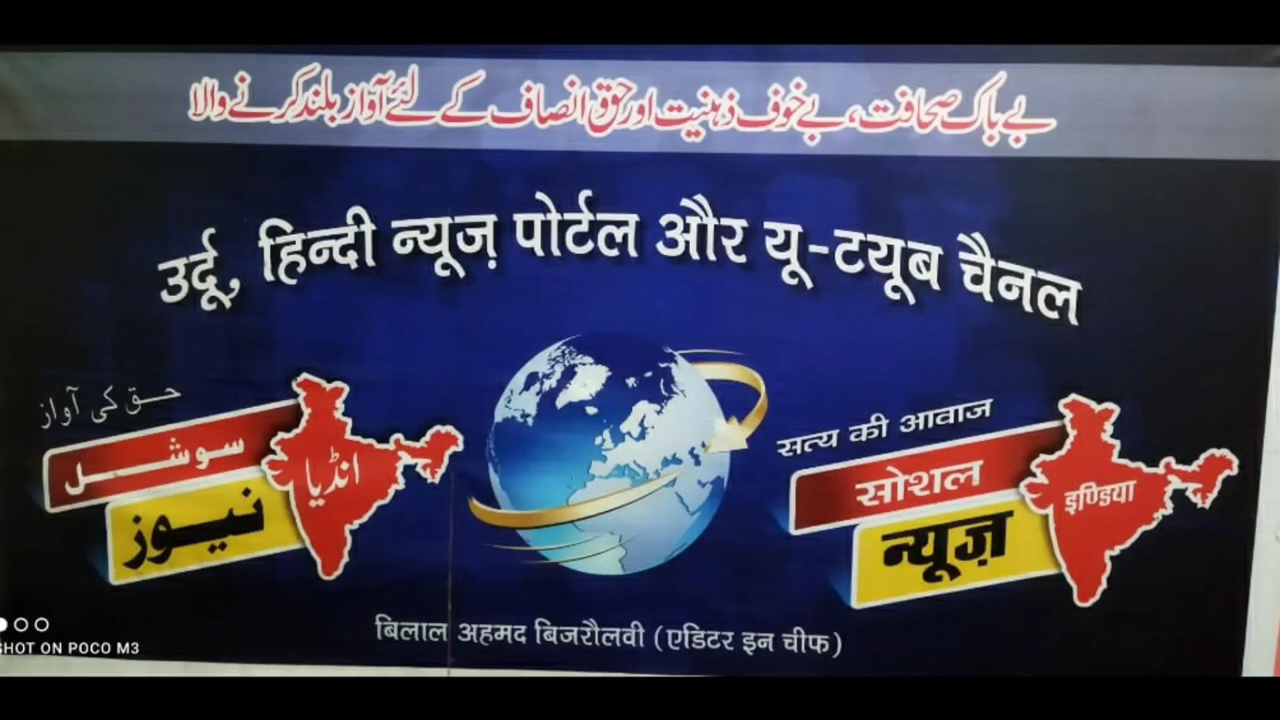 بے باک صحافت، بے خوف ذہنیت اور حق انصاف کے لئے آواز بلند کرنے والا
उर्दू, हिन्दी न्यूज़ पोर्टल और यू-टयूब चैनल
حق کی آواز
سوشل
انڈیا
نیوز
सत्य की आवाज
सोशल
इण्डिया
न्यूज़
बिलाल अहमद बिजरौलवी (एडिटर इन चीफ)
SHOT ON POCO M3